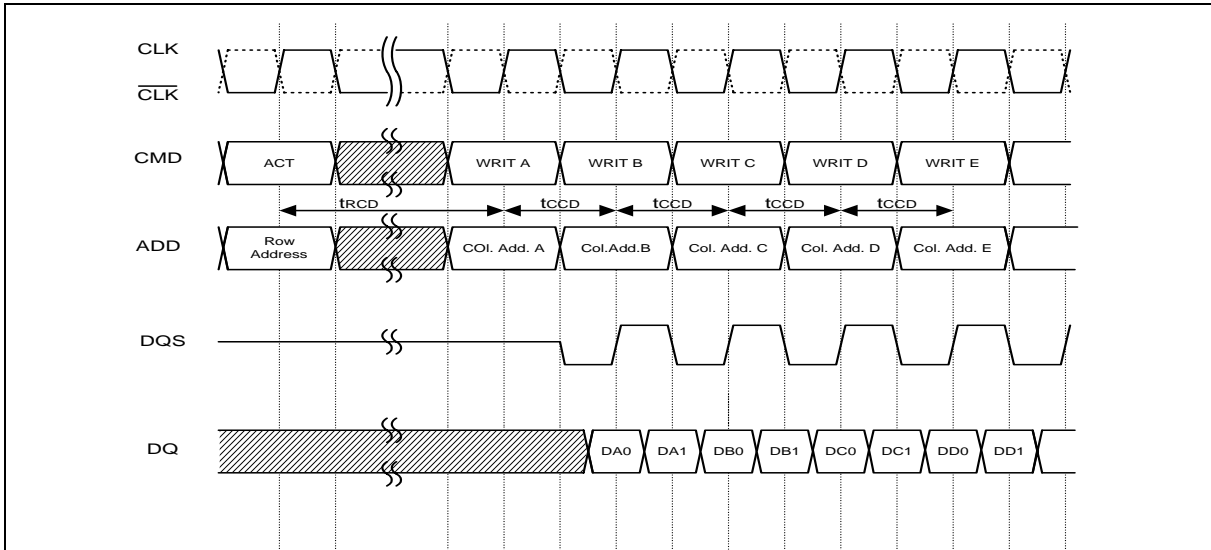 CLK
CLK
CMD
ACT
WRIT A
WRIT B
WRIT C
WRIT D
WRIT E
tRCD
tCCD
tCCD
tCCD
tCCD
ADD
Row
Address
COl. Add. A
Col.Add.B
Col. Add. C
Col. Add. D
Col. Add. E
DQS
DQ
DA0
DA1
DB0
DB1
DC0
DC1
DD0
DD1